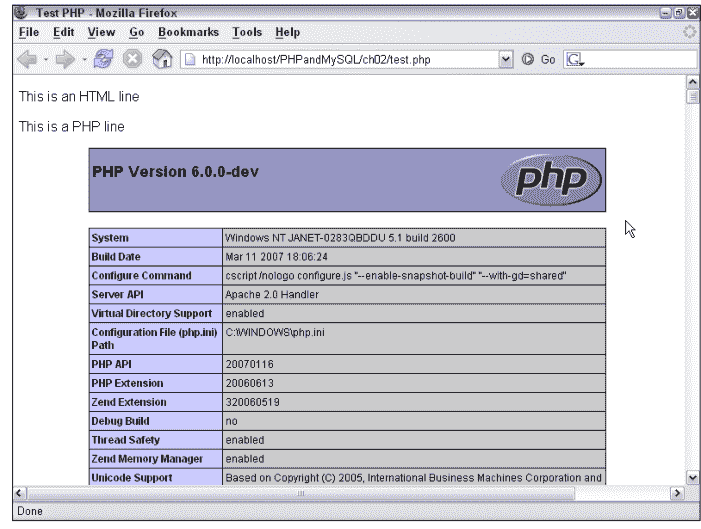 Test PHP - Mozilla Firefox
File Edit View Go Bookmarks Tools Help
http://localhost/PHPandMySQL/ch02/test.php Go G
This is an HTML line
This is a PHP line
PHP Version 6.0.0-dev php
System Windows NT JANET-0283QBDDU 5.1 build 2600
Build Date Mar 11 2007 18:06:24
Configure Command cscript /nologo configure.js "--enable-snapshot-build" "--with-gd=shared"
Server API Apache 2.0 Handler
Virtual Directory Support enabled
Configuration File (php.ini) C:\WINDOWS\php.ini
Path
PHP API 20070116
PHP Extension 20060613
Zend Extension 320060519
Debug Build no
Thread Safety enabled
Zend Memory Manager enabled
Unicode Support Based on Copyright (C) 2005, International Business Machines Corporation and
Done